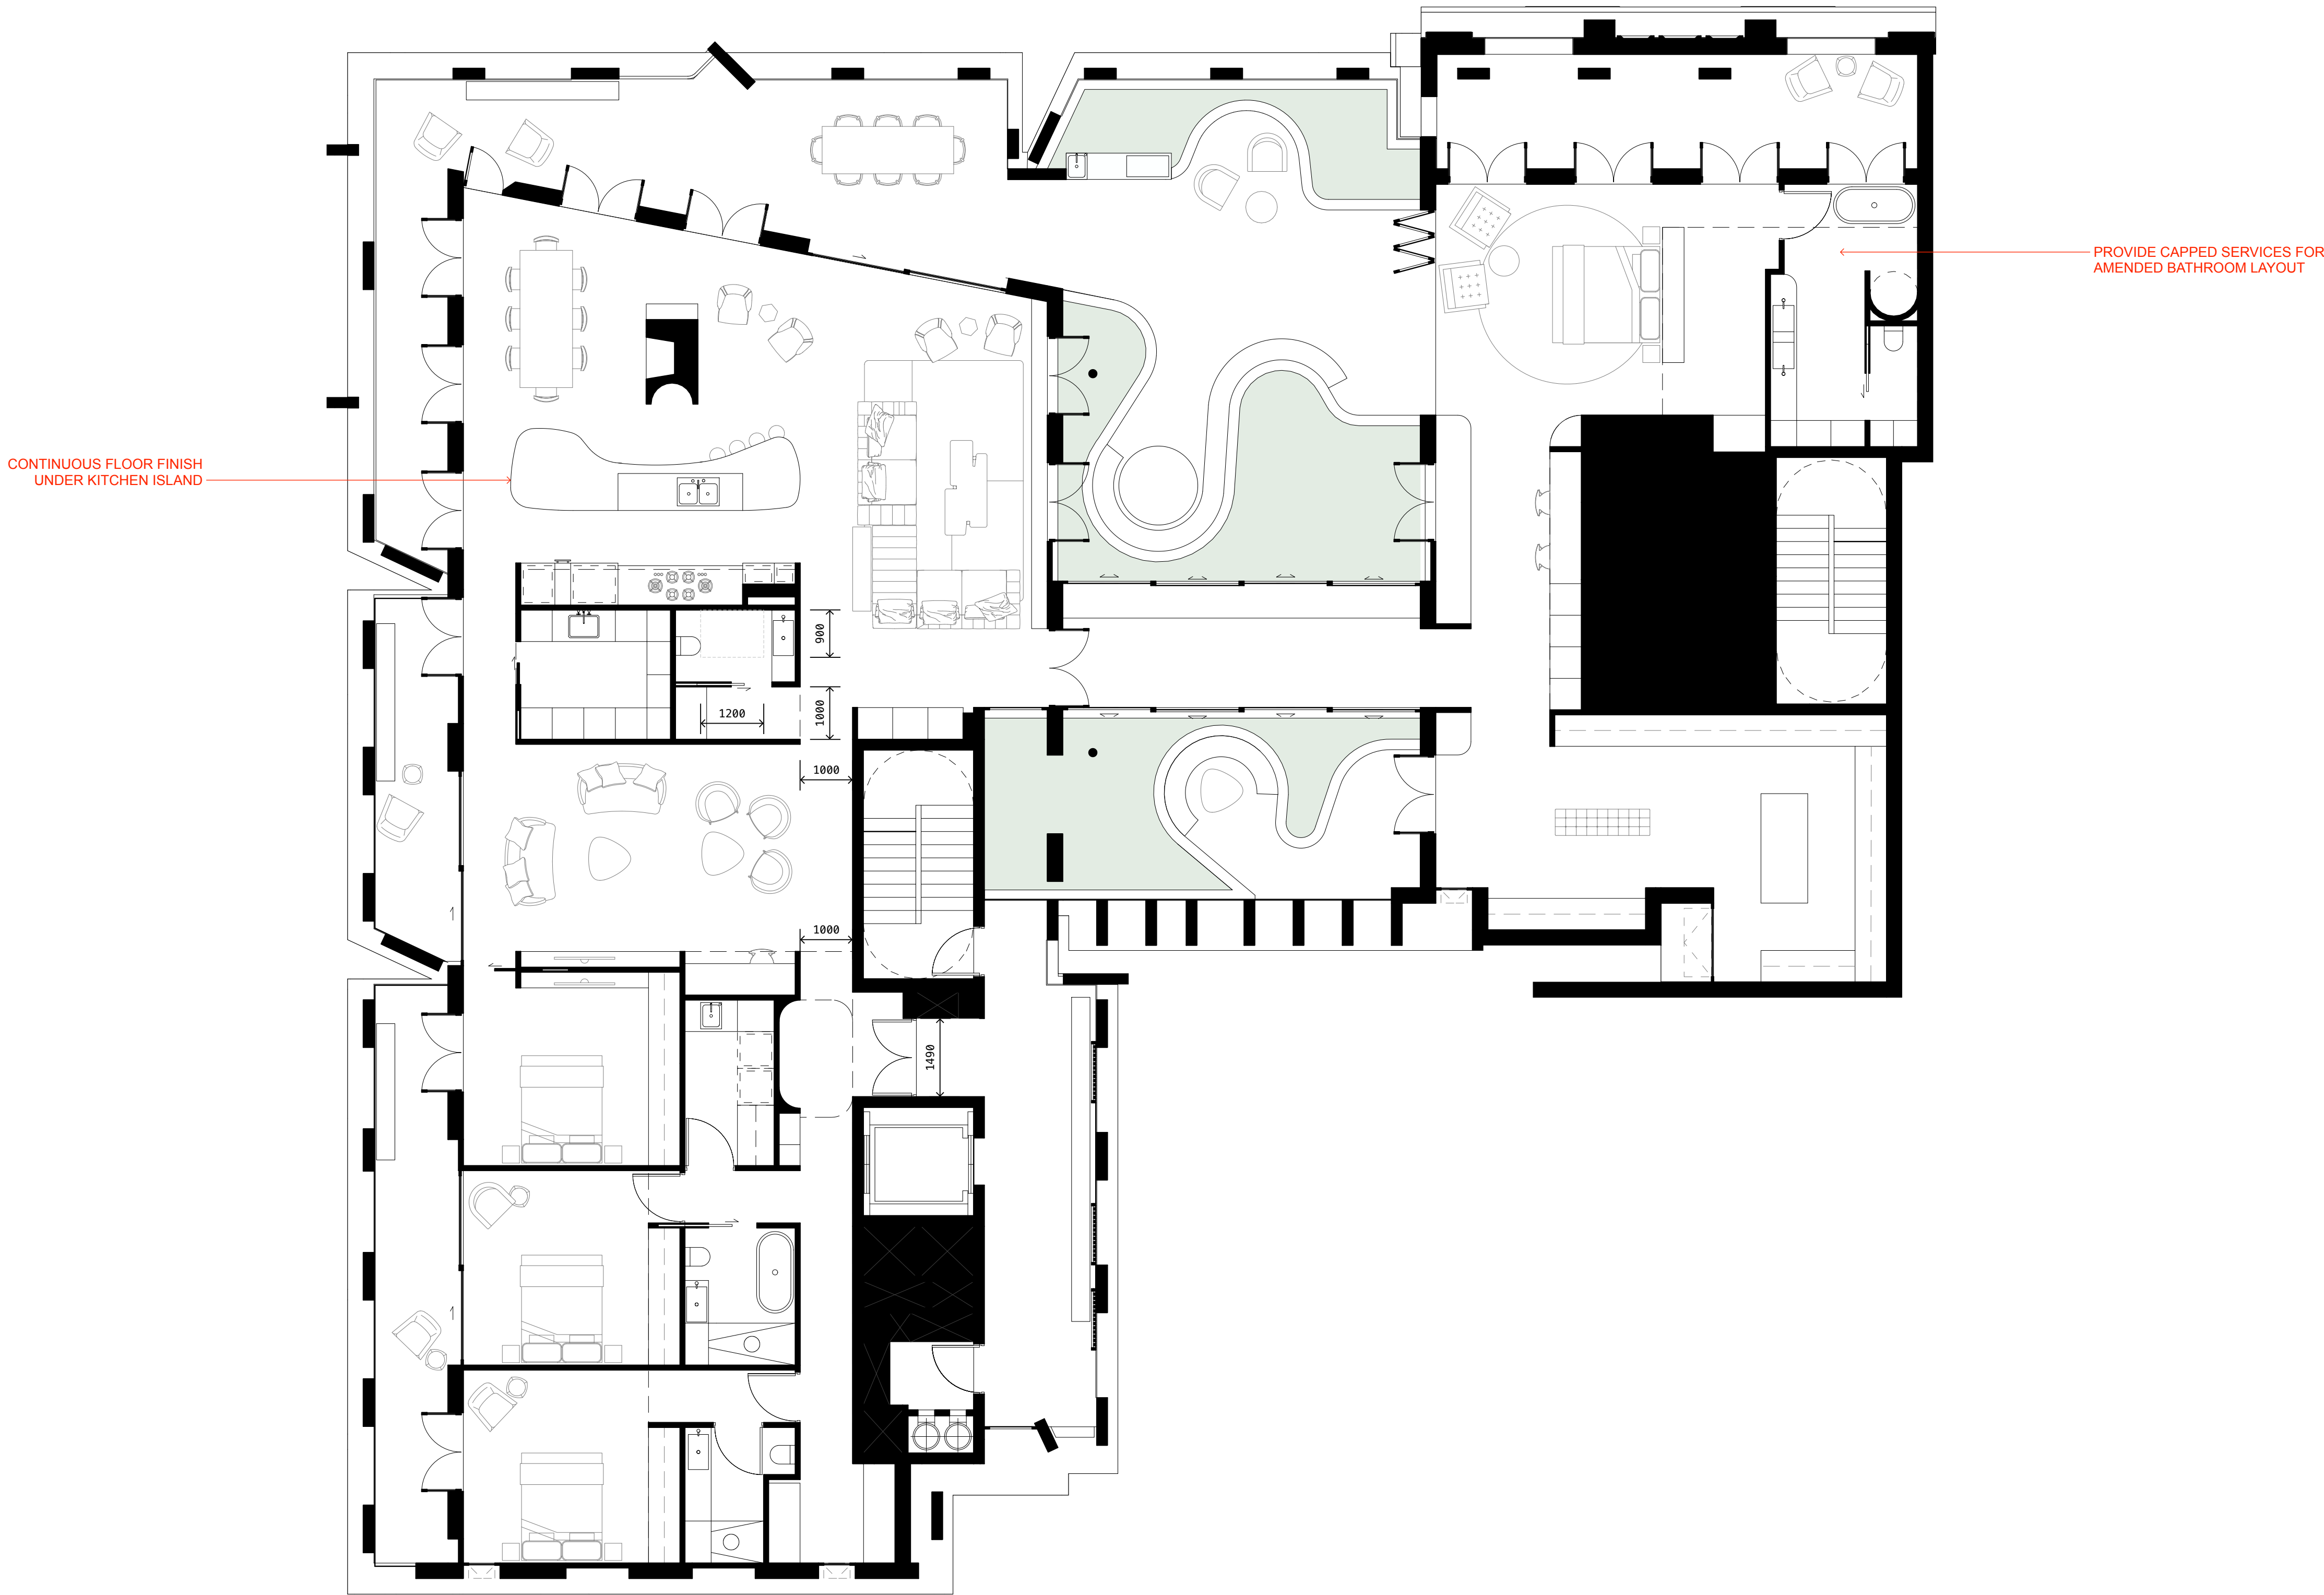 PROVIDE CAPPED SERVICES FOR
AMENDED BATHROOM LAYOUT
CONTINUOUS FLOOR FINISH
UNDER KITCHEN ISLAND
900
1200
1000
1000
1000
1490